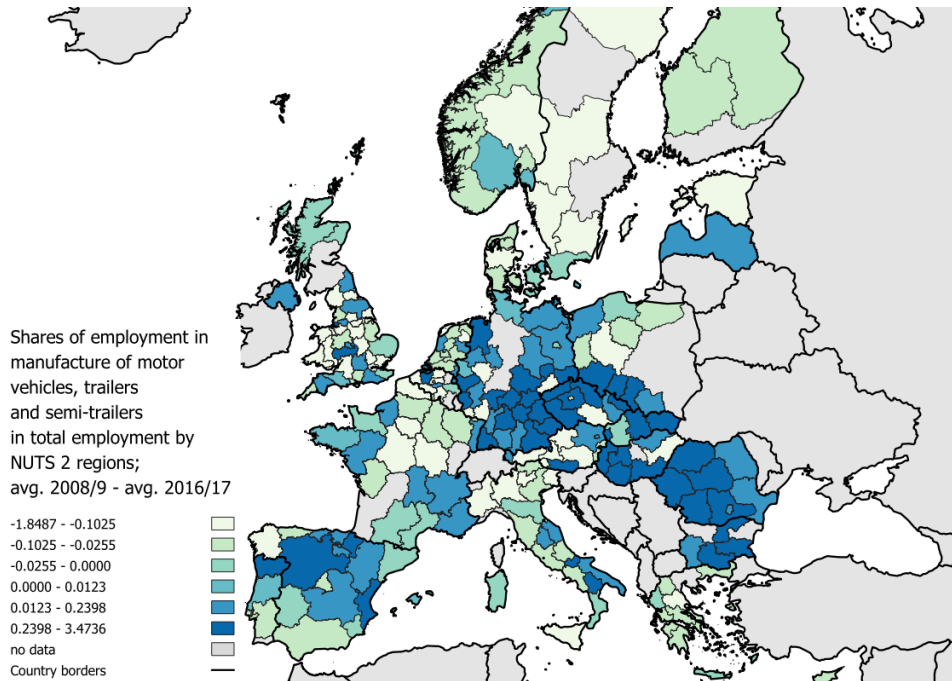 Shares of employment in
manufacture of motor
vehicles, trailers
and semi-trailers
in total employment by
NUTS 2 regions;
avg. 2008/9 - avg. 2016/17
-1.8487 - -0.1025
-0.1025 - -0.0255
-0.0255 - 0.0000
0.0000 - 0.0123
0.0123 - 0.2398
0.2398 - 3.4736
no data
Country borders